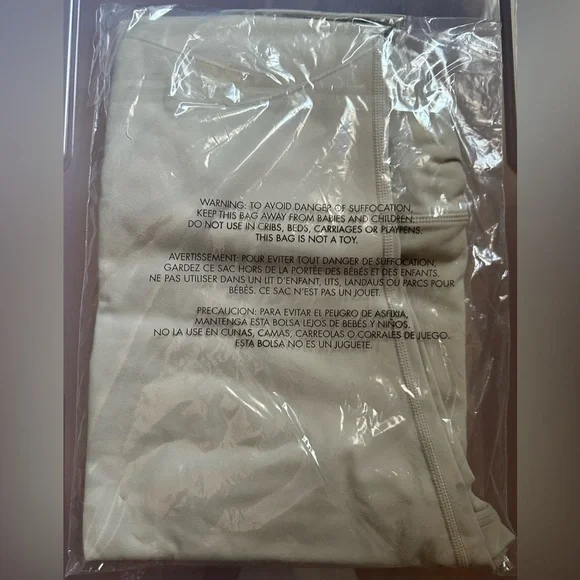 WARNING: TO AVOID DANGER OF SUFFOCATION,
KEEP THIS BAG AWAY FROM BABIES AND CHILDREN.
DO NOT USE IN CRIBS, BEDS, CARRIAGES OR PLAYPENS.
THIS BAG IS NOT A TOY.
AVERTISSEMENT: POUR EVITER TOUT DANGER DE SUFFOCATION,
GARDEZ CE SAC HORS DE LA PORTÉE DES BÉBÉS ET DES ENFANTS.
NE PAS UTILISER DANS UN LIT D'ENFANT, LITS, LANDAUS OU PARCS POUR
BÉBÉS. CE SAC N'EST PAS UN JOUET.
PRECAUCION: PARA EVITAR EL PELIGRO DE ASFIXIA,
MANTENGA ESTA BOLSA LEJOS DE BEBÉS Y NIÑOS.
NO LA USE EN CUNAS, CAMAS, CARREOLAS O CORRALES DE JUEGO.
ESTA BOLSA NO ES UN JUGUETE.